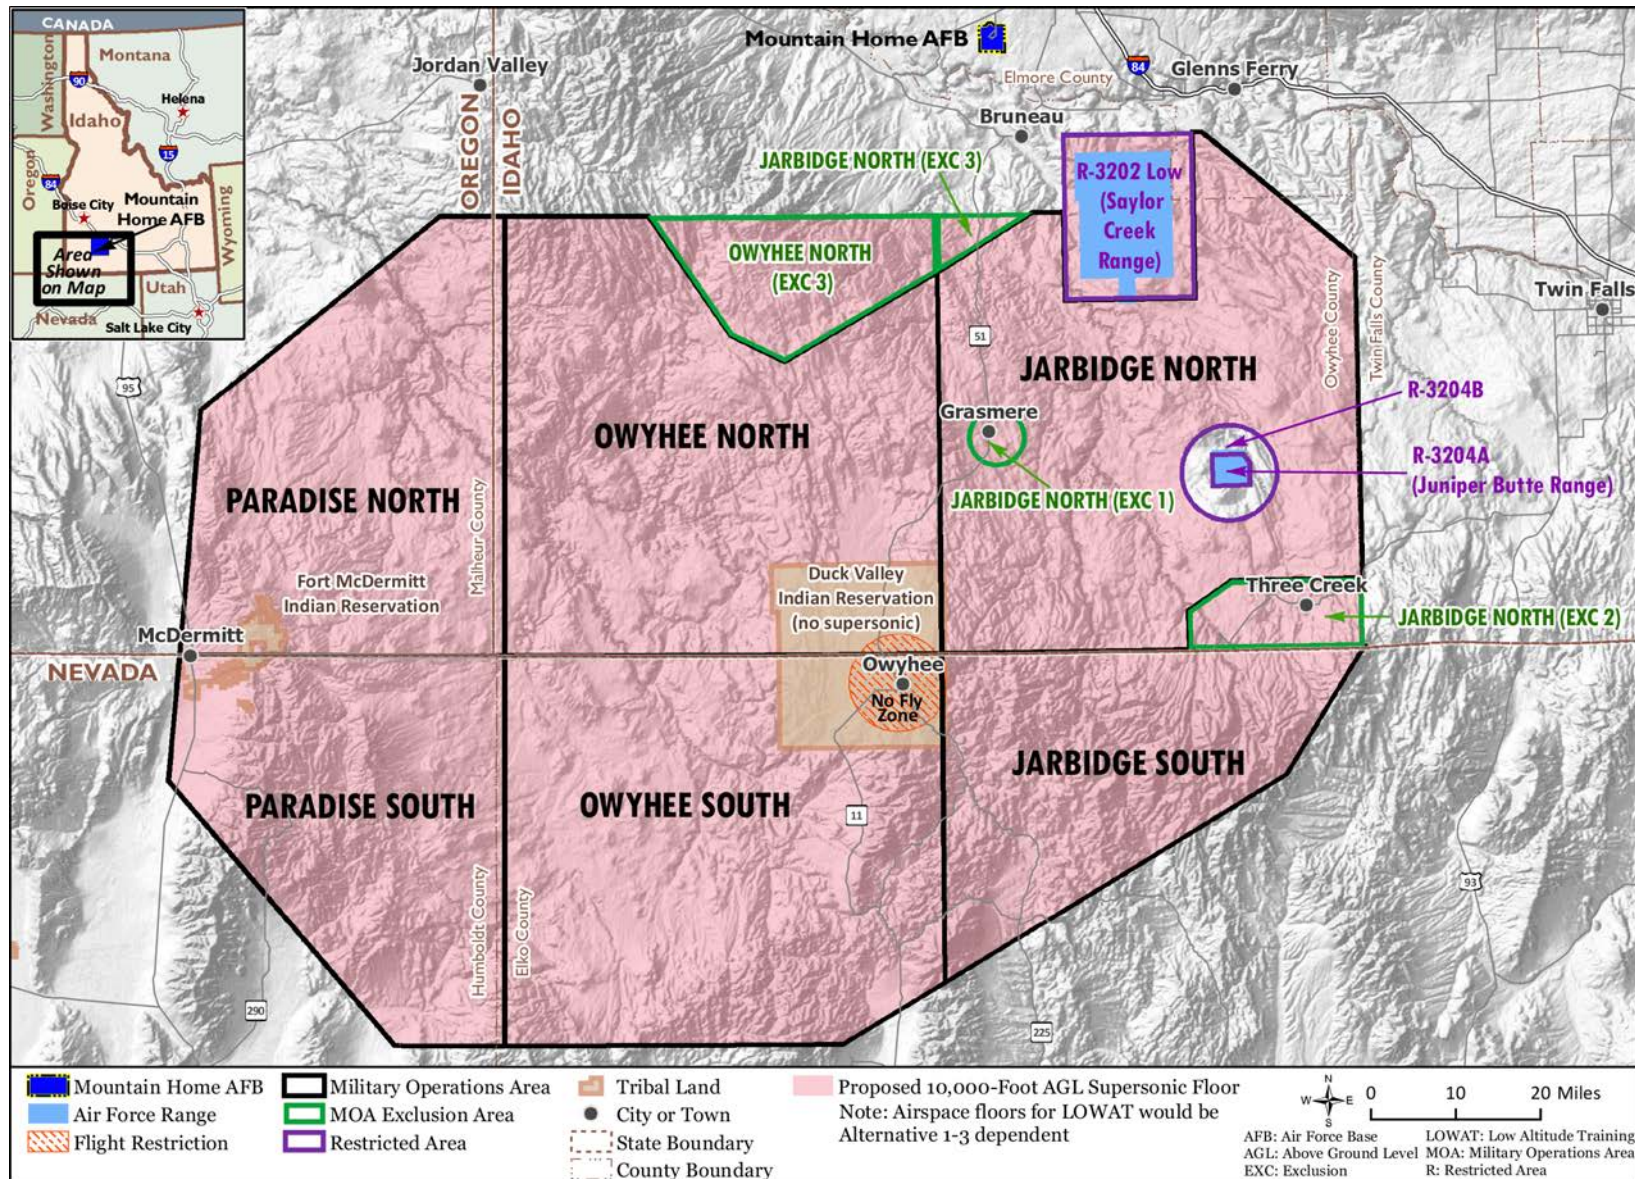 CANADA
Washington
Montana
90
Helena
Idaho
15
Oregon
84
Mountain
Home AFB
Boise City
Wyoming
Area
Shown
on Map
Utah
Nevada
Salt Lake City
Mountain Home AFB
Jordan Valley
OREGON
IDAHO
Elmore County
84
Glenns Ferry
Bruneau
JARBIDGE NORTH (EXC 3)
R-3202 Low
(Saylor
Creek
Range)
OWYHEE NORTH
(EXC 3)
Twin Falls
Owyhee County
Twin Falls County
51
95
JARBIDGE NORTH
R-3204B
Grasmere
OWYHEE NORTH
R-3204A
(Juniper Butte Range)
PARADISE NORTH
JARBIDGE NORTH (EXC 1)
Malheur County
Fort McDermitt
Indian Reservation
Duck Valley
Indian Reservation
(no supersonic)
Three Creek
JARBIDGE NORTH (EXC 2)
McDermitt
NEVADA
Owyhee
No Fly
Zone
JARBIDGE SOUTH
PARADISE SOUTH
OWYHEE SOUTH
11
93
Humboldt County
Elko County
290
225
Mountain Home AFB
Air Force Range
Flight Restriction
Military Operations Area
MOA Exclusion Area
Restricted Area
Tribal Land
City or Town
State Boundary
County Boundary
Proposed 10,000-Foot AGL Supersonic Floor
Note: Airspace floors for LOWAT would be
Alternative 1-3 dependent
N
W E
S
0 10 20 Miles
AFB: Air Force Base
AGL: Above Ground Level
EXC: Exclusion
LOWAT: Low Altitude Training
MOA: Military Operations Area
R: Restricted Area